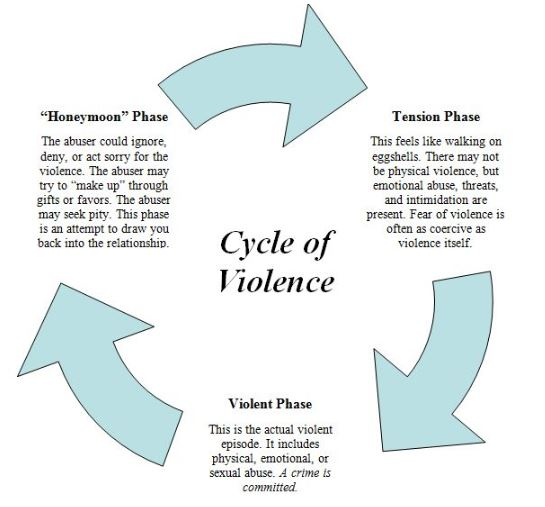 “Honeymoon” Phase
The abuser could ignore,
deny, or act sorry for the
violence. The abuser may
try to “make up” through
gifts or favors. The abuser
may seek pity. This phase
is an attempt to draw you
back into the relationship.
Tension Phase
This feels like walking on
eggshells. There may not
be physical violence, but
emotional abuse, threats,
and intimidation are
present. Fear of violence is
often as coercive as
violence itself.
Cycle of
Violence
Violent Phase
This is the actual violent
episode. It includes
physical, emotional, or
sexual abuse. A crime is
committed.